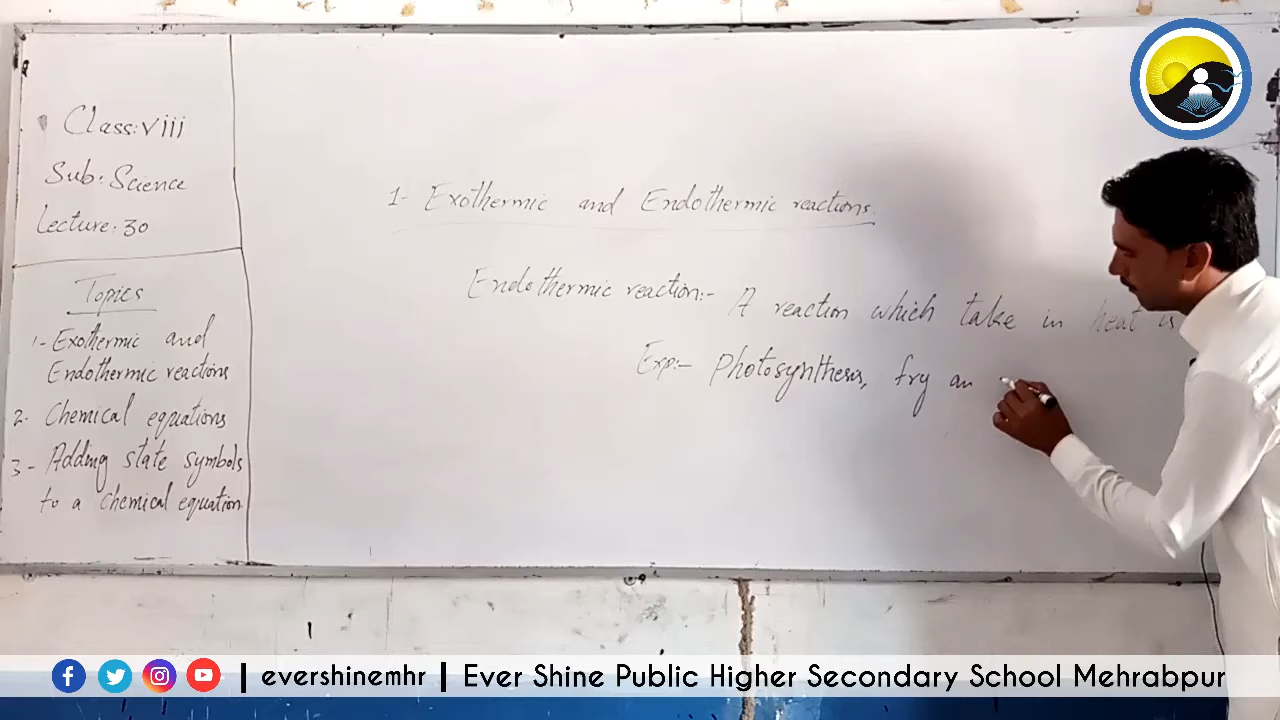 Class: viii
Sub: Science
Lecture: 30
Topics
1- Exothermic and
Endothermic reactions
2- Chemical equations
3- Adding state symbols
to a chemical equation
1- Exothermic and Endothermic reactions.
Endothermic reaction:- A reaction which take in heat is
Exp:- Photosynthesis, fry an
| evershinemhr | Ever Shine Public Higher Secondary School Mehrabpur